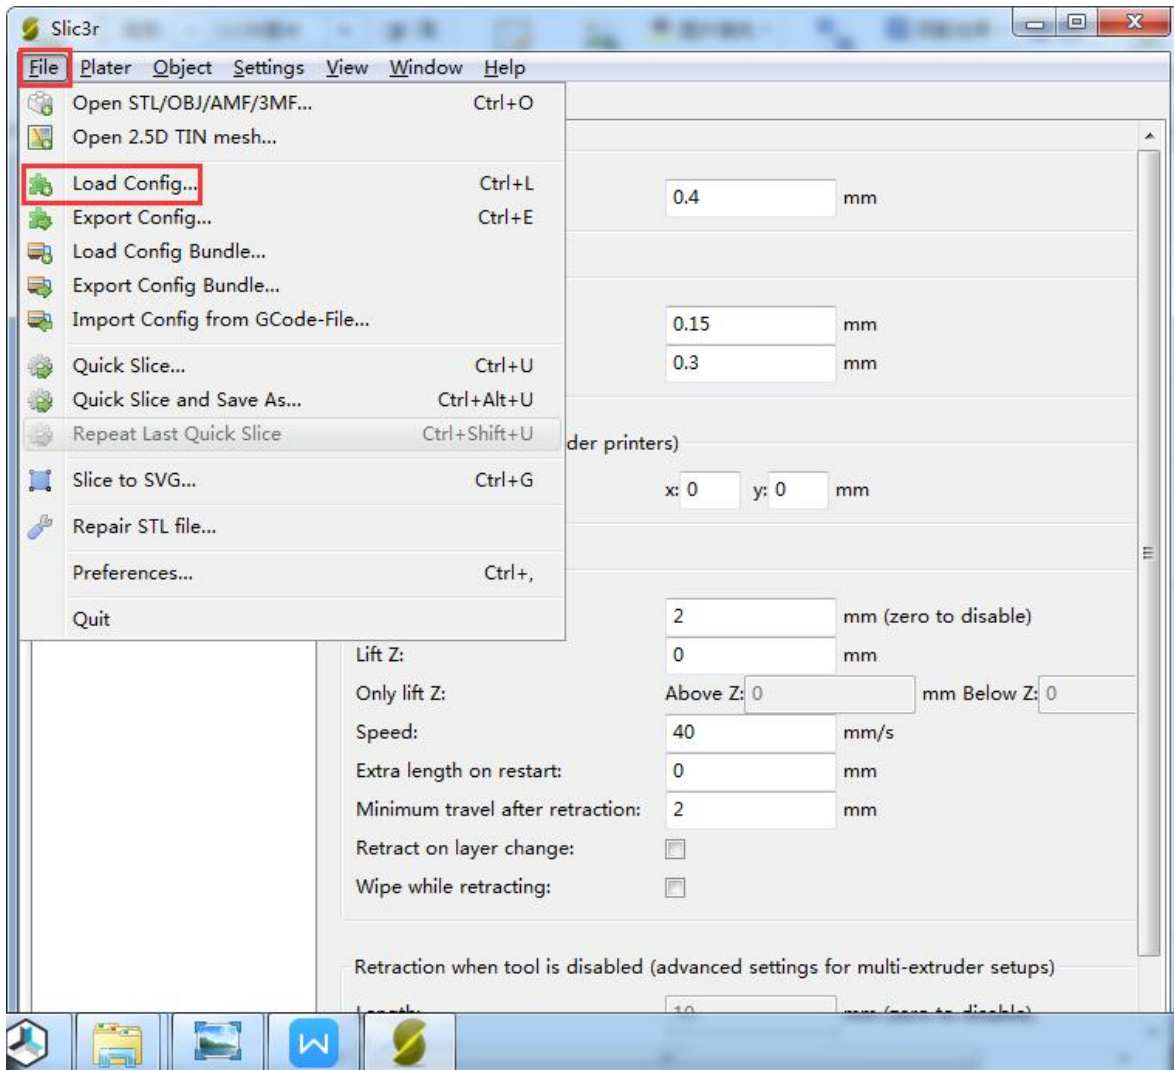 Slic3r
File Plater Object Settings View Window Help
Open STL/OBJ/AMF/3MF... Ctrl+O
Open 2.5D TIN mesh...
Load Config... Ctrl+L
Export Config... Ctrl+E
Load Config Bundle...
Export Config Bundle...
Import Config from GCode-File...
Quick Slice... Ctrl+U
Quick Slice and Save As... Ctrl+Alt+U
Repeat Last Quick Slice Ctrl+Shift+U
Slice to SVG... Ctrl+G
Repair STL file...
Preferences... Ctrl+,
Quit
0.4 mm
0.15 mm
0.3 mm
der printers)
x: 0 y: 0 mm
2 mm (zero to disable)
Lift Z: 0 mm
Only lift Z: Above Z: 0 mm Below Z: 0
Speed: 40 mm/s
Extra length on restart: 0 mm
Minimum travel after retraction: 2 mm
Retract on layer change:
Wipe while retracting:
Retraction when tool is disabled (advanced settings for multi-extruder setups)
Length: 10 mm (zero to disable)